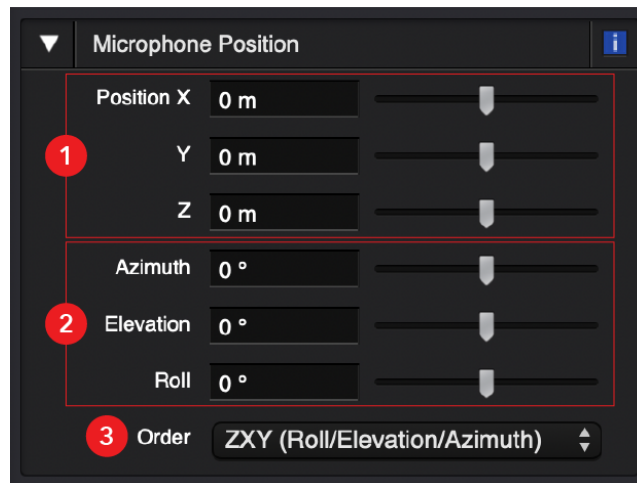 Microphone Position
i
Position X 0 m
1 Y 0 m
Z 0 m
Azimuth 0 °
2 Elevation 0 °
Roll 0 °
3 Order ZXY (Roll/Elevation/Azimuth)